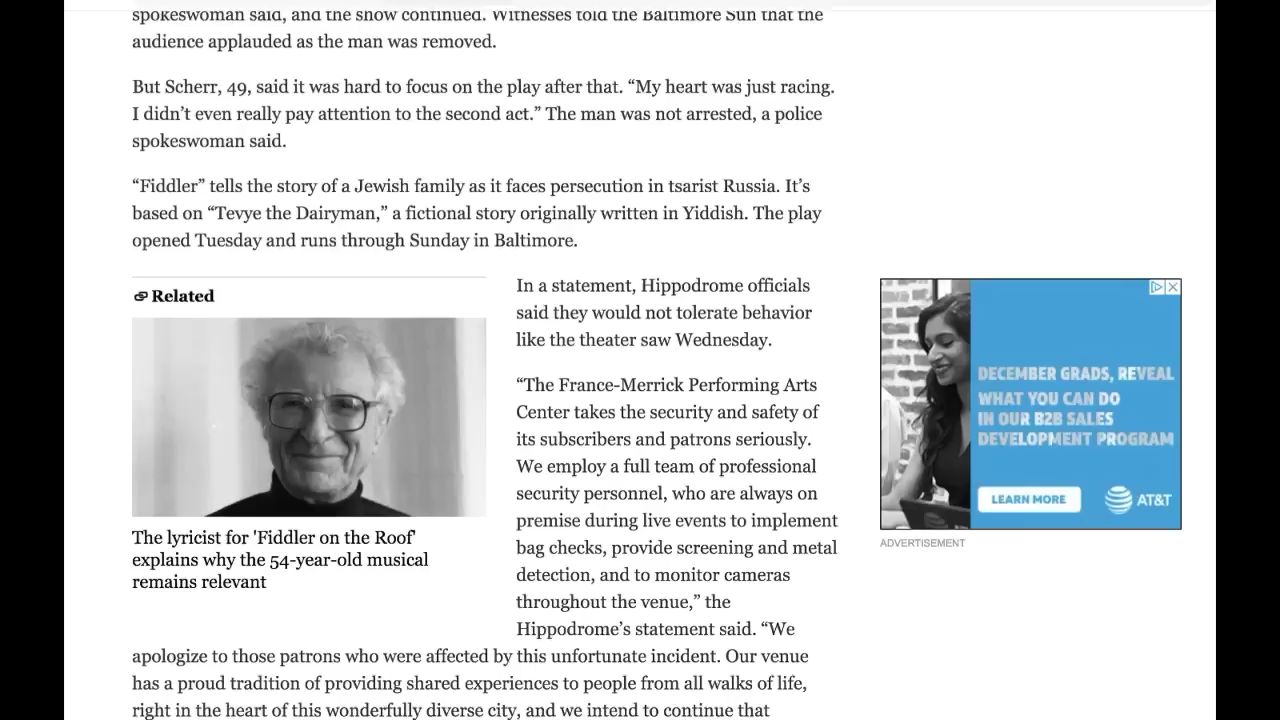 spokeswoman said, and the show continued. Witnesses told the Baltimore Sun that the
audience applauded as the man was removed.
But Scherr, 49, said it was hard to focus on the play after that. “My heart was just racing.
I didn’t even really pay attention to the second act.” The man was not arrested, a police
spokeswoman said.
“Fiddler” tells the story of a Jewish family as it faces persecution in tsarist Russia. It’s
based on “Tevye the Dairyman,” a fictional story originally written in Yiddish. The play
opened Tuesday and runs through Sunday in Baltimore.
Related
The lyricist for 'Fiddler on the Roof'
explains why the 54-year-old musical
remains relevant
In a statement, Hippodrome officials
said they would not tolerate behavior
like the theater saw Wednesday.
“The France-Merrick Performing Arts
Center takes the security and safety of
its subscribers and patrons seriously.
We employ a full team of professional
security personnel, who are always on
premise during live events to implement
bag checks, provide screening and metal
detection, and to monitor cameras
throughout the venue,” the
Hippodrome’s statement said. “We
apologize to those patrons who were affected by this unfortunate incident. Our venue
has a proud tradition of providing shared experiences to people from all walks of life,
right in the heart of this wonderfully diverse city, and we intend to continue that
DECEMBER GRADS, REVEAL
WHAT YOU CAN DO
IN OUR B2B SALES
DEVELOPMENT PROGRAM
LEARN MORE
AT&T
ADVERTISEMENT